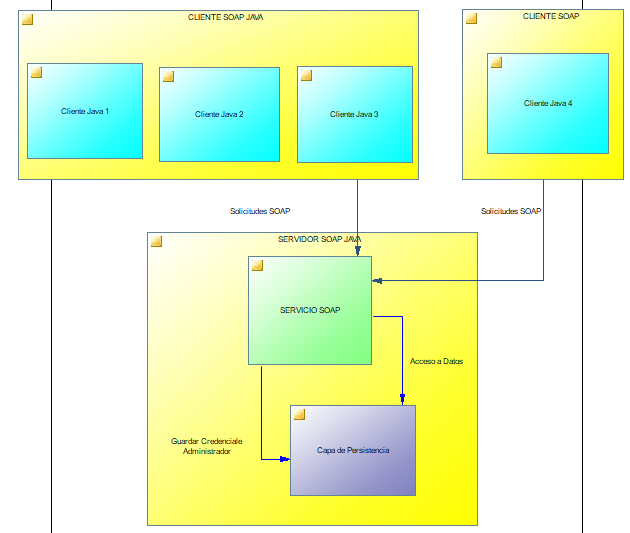 CLIENTE SOAP JAVA
CLIENTE SOAP
Cliente Java 1
Cliente Java 2
Cliente Java 3
Cliente Java 4
Solicitudes SOAP
Solicitudes SOAP
SERVIDOR SOAP JAVA
SERVICIO SOAP
Acceso a Datos
Guardar Credenciale
Administrador
Capa de Persistencia